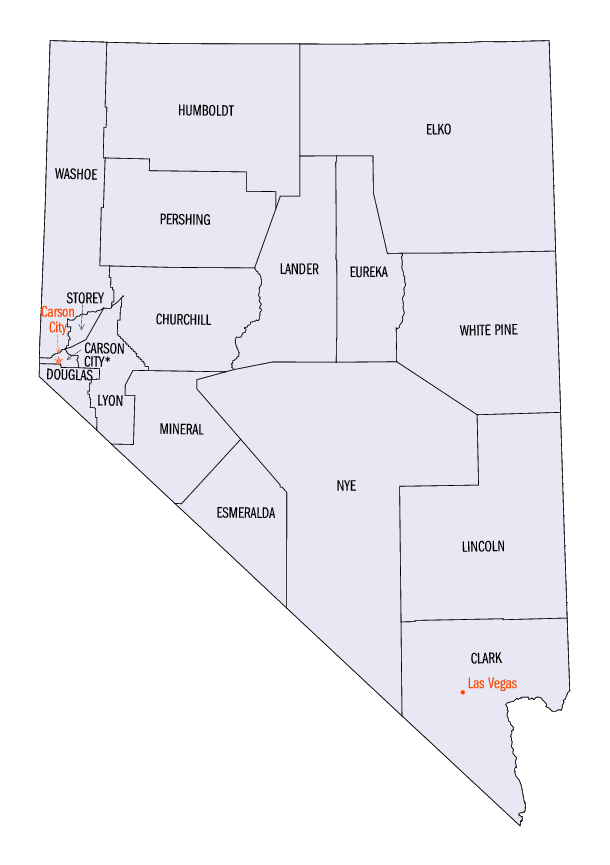 HUMBOLDT
ELKO
WASHOE
PERSHING
LANDER
EUREKA
STOREY
Carson
City
CHURCHILL
WHITE PINE
CARSON
CITY*
DOUGLAS
LYON
MINERAL
NYE
ESMERALDA
LINCOLN
CLARK
Las Vegas